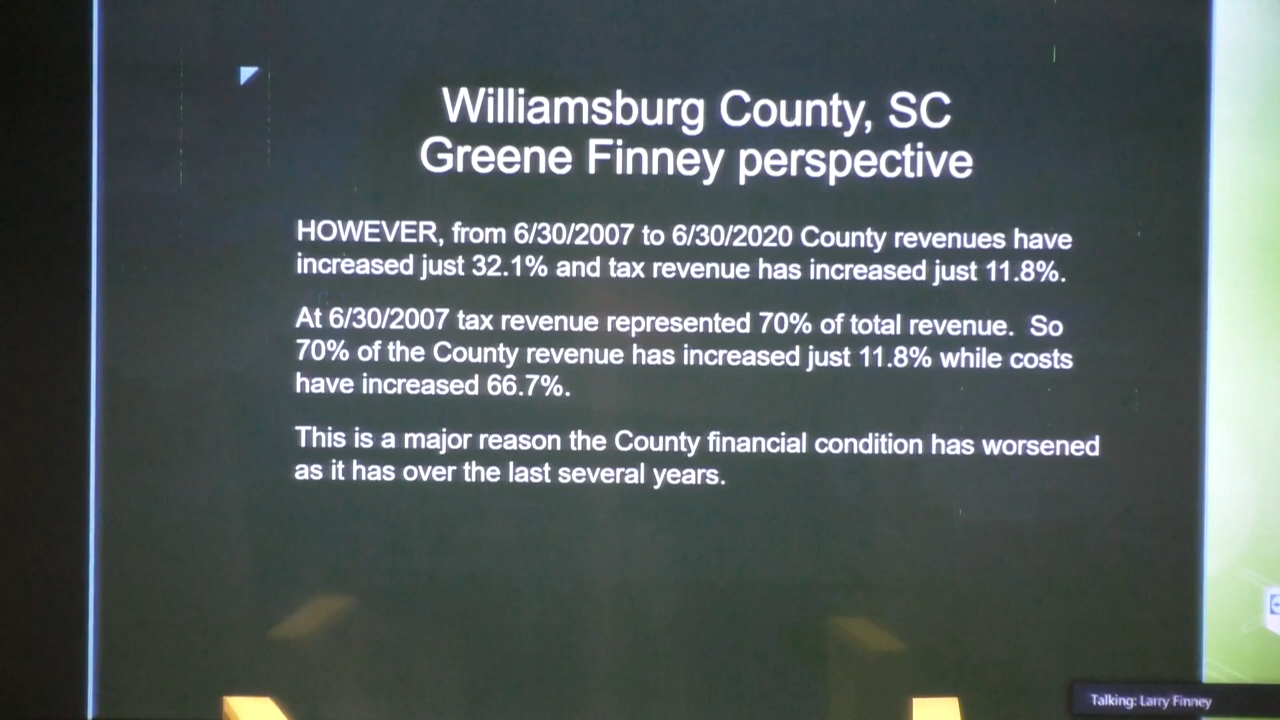 Williamsburg County, SC
Greene Finney perspective
HOWEVER, from 6/30/2007 to 6/30/2020 County revenues have
increased just 32.1% and tax revenue has increased just 11.8%.
At 6/30/2007 tax revenue represented 70% of total revenue.  So
70% of the County revenue has increased just 11.8% while costs
have increased 66.7%.
This is a major reason the County financial condition has worsened
as it has over the last several years.
Talking: Larry Finney